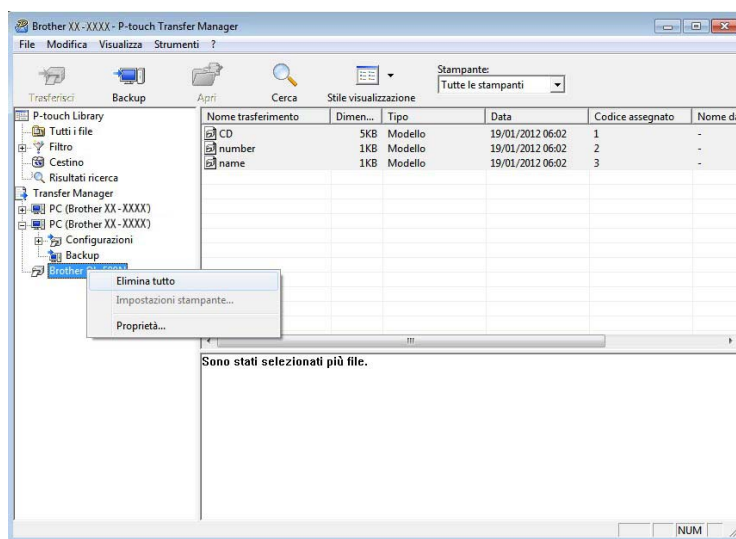 Brother XX-XXXX - P-touch Transfer Manager
File Modifica Visualizza Strumenti ?
Trasferisci Backup Apri Cerca Stile visualizzazione
Stampante:
Tutte le stampanti
P-touch Library
Tutti i file
Filtro
Cestino
Risultati ricerca
Transfer Manager
PC (Brother XX-XXXX)
PC (Brother XX-XXXX)
Configurazioni
Backup
Brother
Elimina tutto
Impostazioni stampante...
Proprietà...
Nome trasferimento Dimen... Tipo Data Codice assegnato Nome da
CD 5KB Modello 19/01/2012 06:02 1 -
number 1KB Modello 19/01/2012 06:02 2 -
name 1KB Modello 19/01/2012 06:02 3 -
Sono stati selezionati più file.
NUM